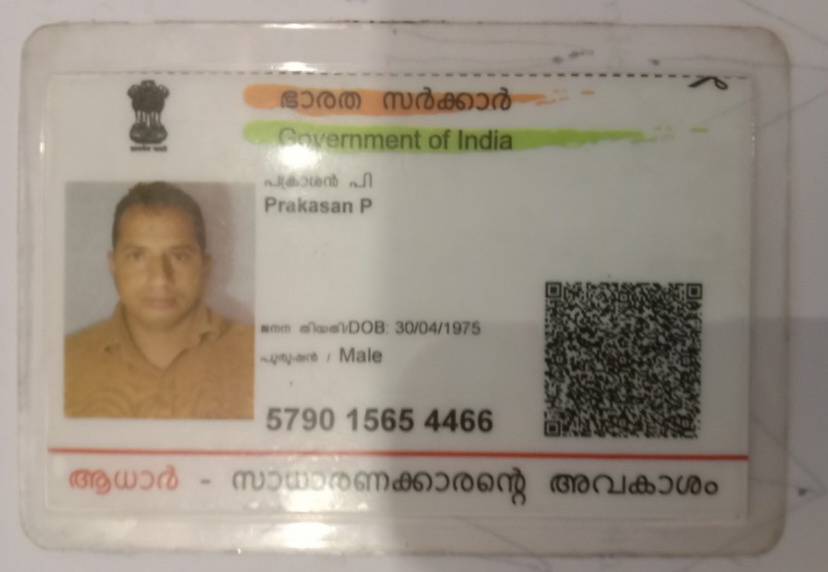 ഭാരത സർക്കാർ
Government of India
പ്രകാശൻ പി
Prakasan P
ജനന തിയതി/DOB: 30/04/1975
പുരുഷൻ / Male
5790 1565 4466
ആധാർ - സാധാരണക്കാരന്റെ അവകാശം